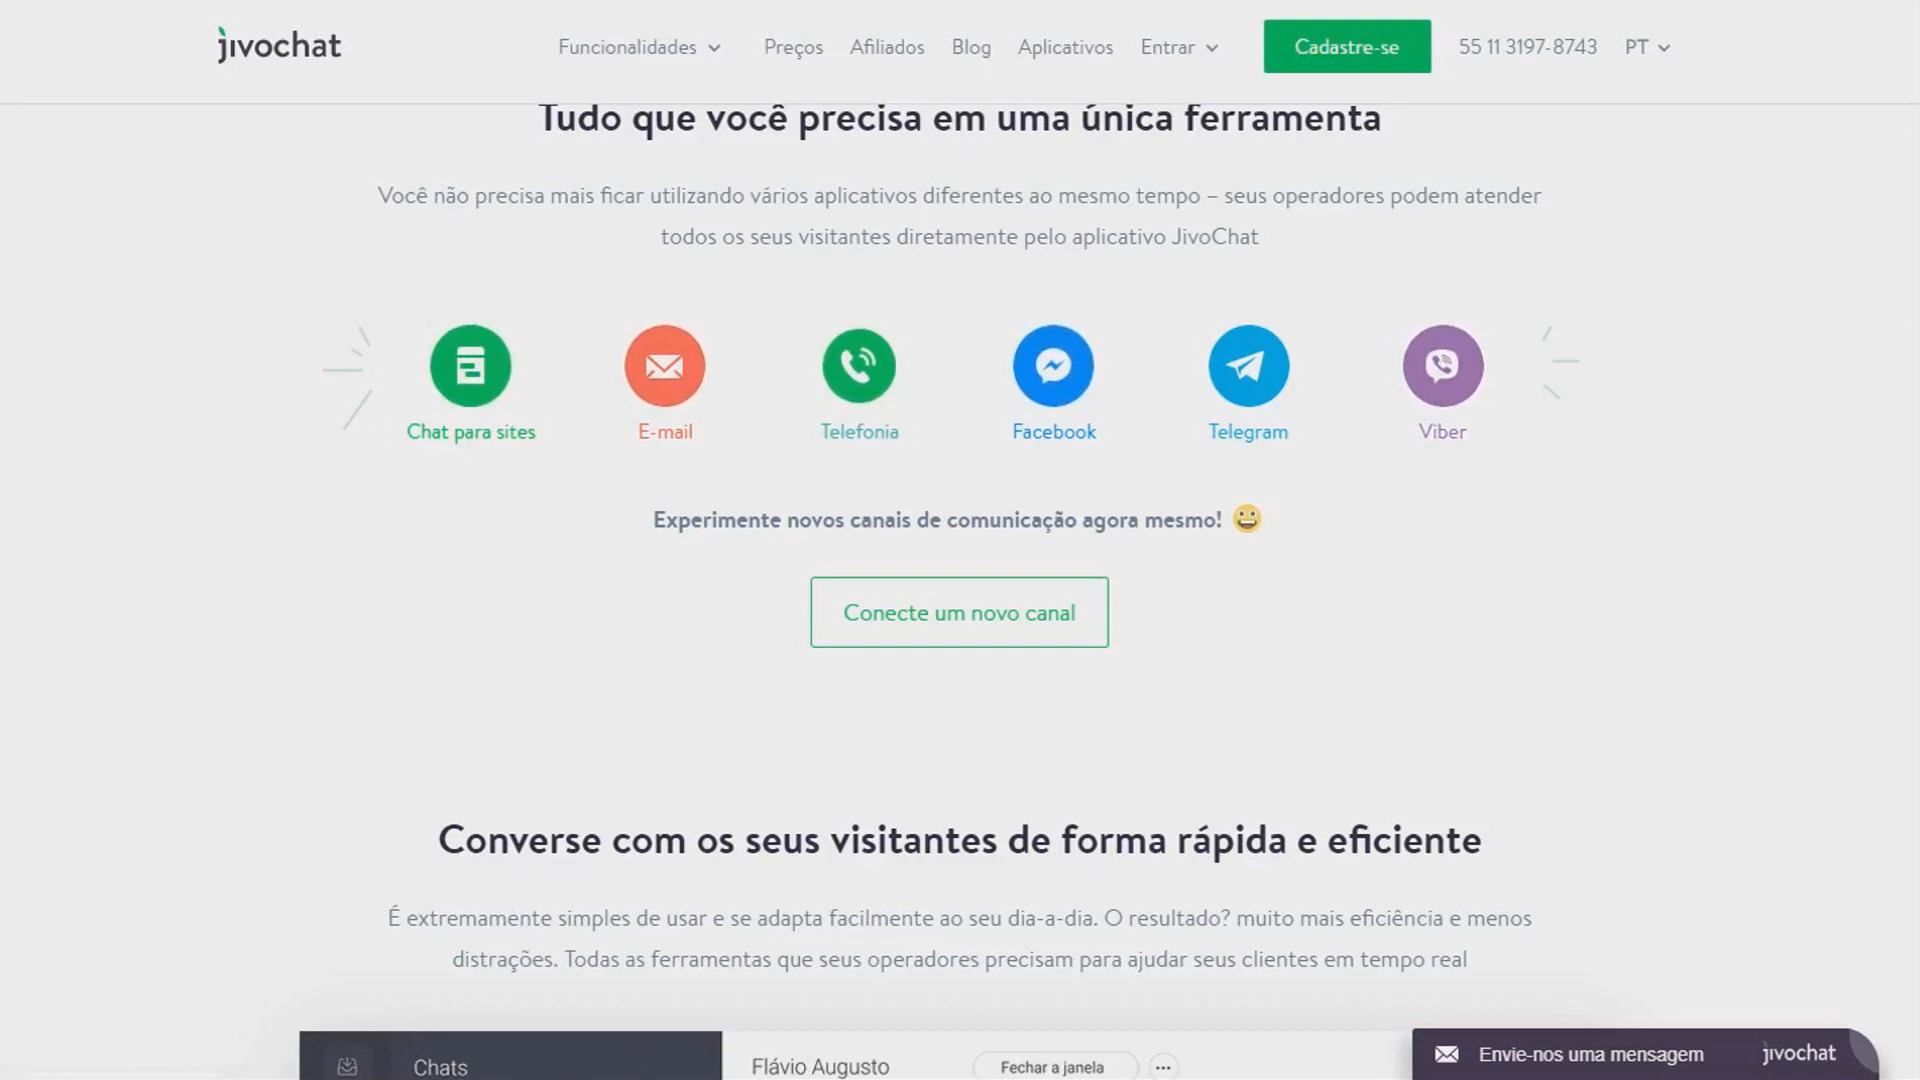 jivochat
Funcionalidades
Preços
Afiliados
Blog
Aplicativos
Entrar
Cadastre-se
55 11 3197-8743
PT
Tudo que você precisa em uma única ferramenta
Você não precisa mais ficar utilizando vários aplicativos diferentes ao mesmo tempo – seus operadores podem atender
todos os seus visitantes diretamente pelo aplicativo JivoChat
Chat para sites
E-mail
Telefonia
Facebook
Telegram
Viber
Experimente novos canais de comunicação agora mesmo!
Conecte um novo canal
Converse com os seus visitantes de forma rápida e eficiente
É extremamente simples de usar e se adapta facilmente ao seu dia-a-dia. O resultado? muito mais eficiência e menos
distrações. Todas as ferramentas que seus operadores precisam para ajudar seus clientes em tempo real
Chats
Flávio Augusto
Fechar a janela
Envie-nos uma mensagem
jivochat